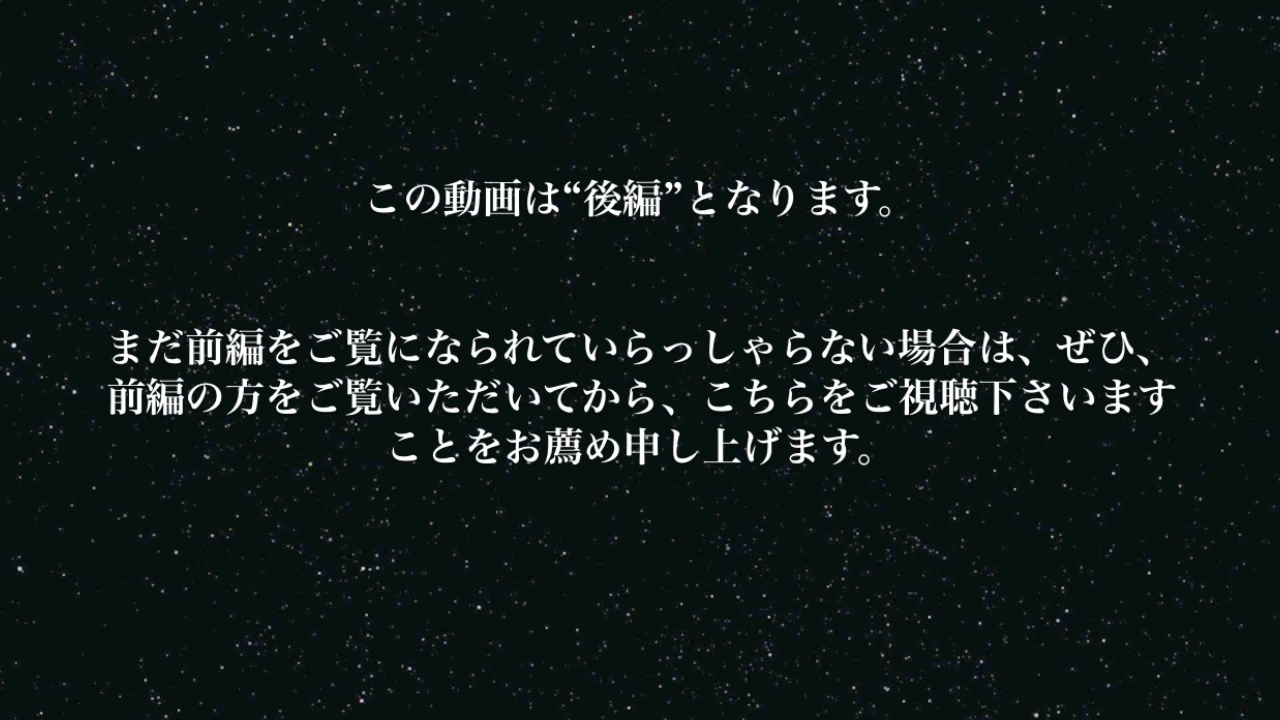 この動画は“後編”となります。
まだ前編をご覧になられていらっしゃらない場合は、ぜひ、
前編の方をご覧いただいてから、こちらをご視聴下さいます
ことをお薦め申し上げます。